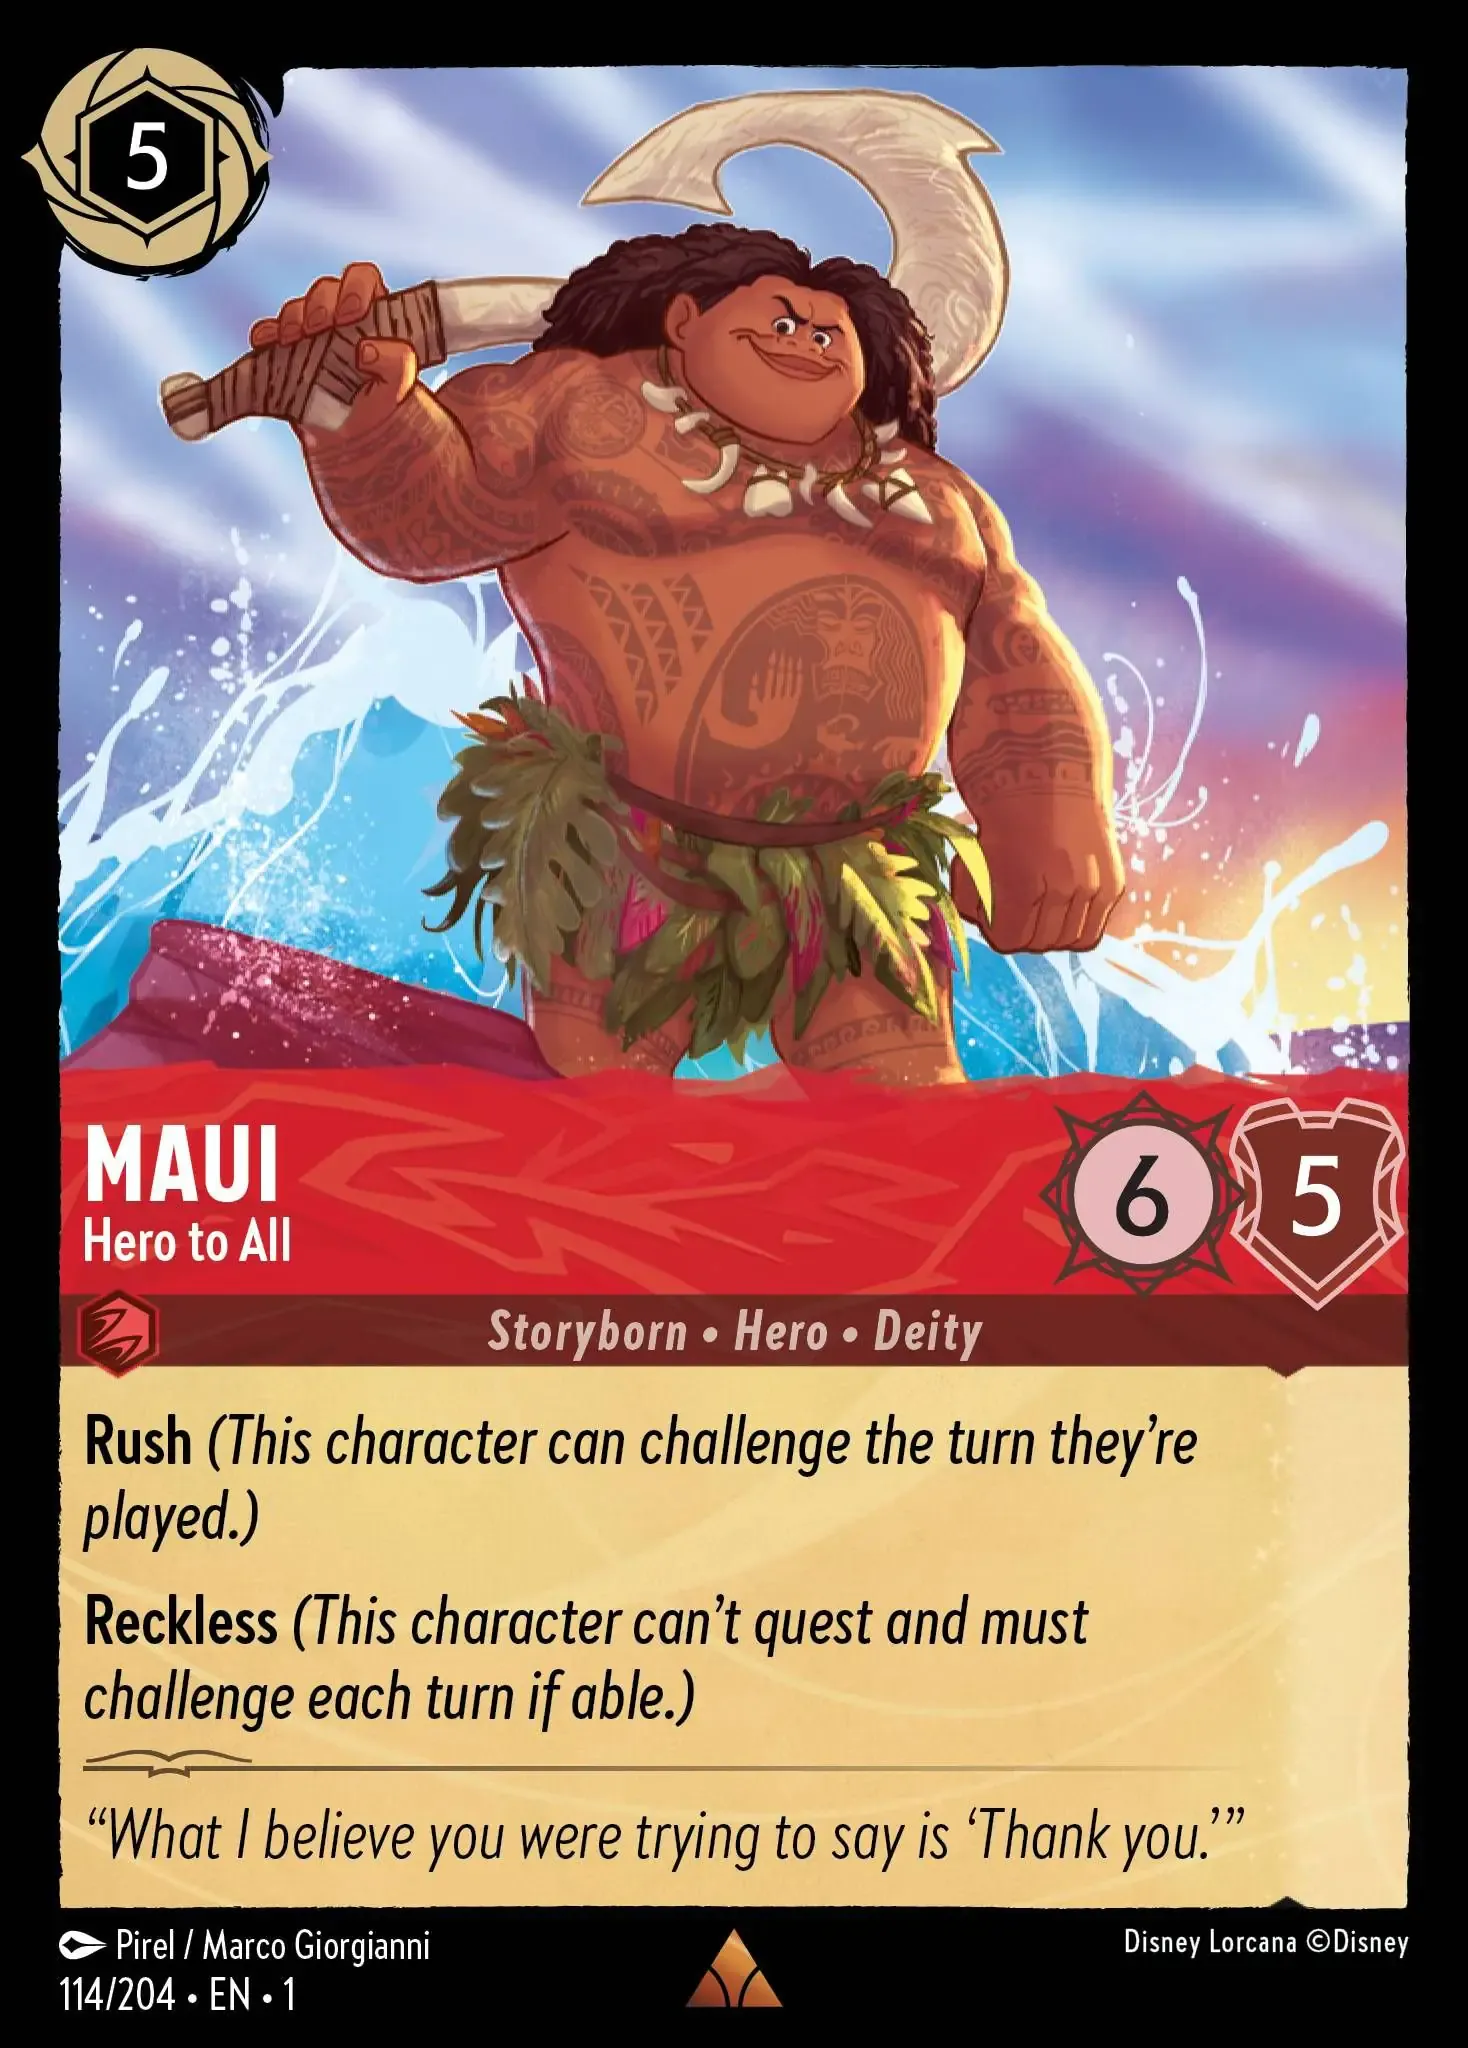 5
MAUI
Hero to All
6
5
Storyborn • Hero • Deity
Rush (This character can challenge the turn they’re
played.)
Reckless (This character can’t quest and must
challenge each turn if able.)
“What I believe you were trying to say is ‘Thank you.’”
Pirel / Marco Giorgianni
Disney Lorcana ©Disney
114/204 • EN • 1